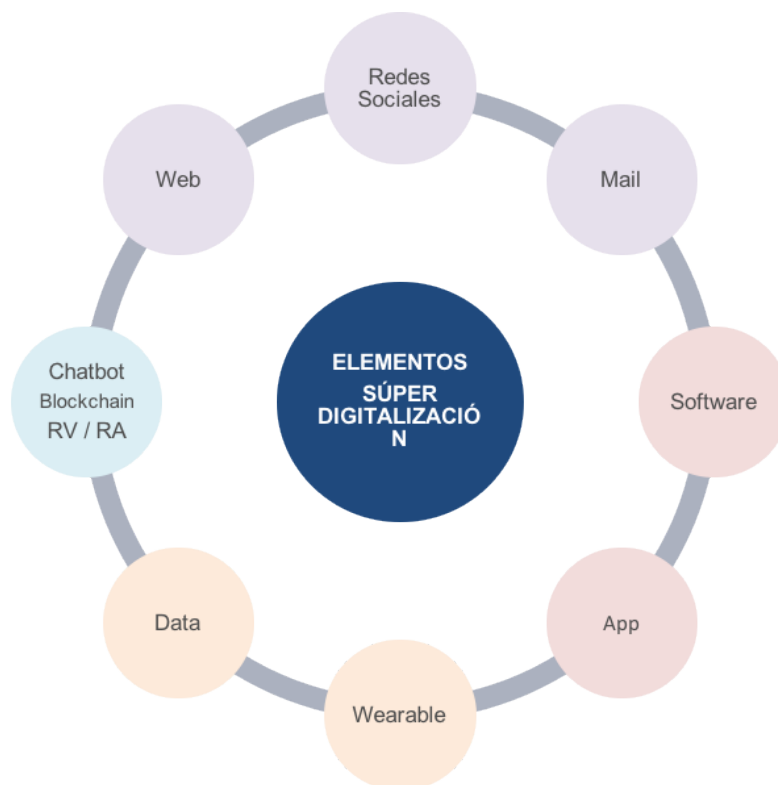 Redes
Sociales
Mail
Software
App
Wearable
Data
Chatbot
Blockchain
RV / RA
Web
ELEMENTOS
SÚPER
DIGITALIZACIÓ
N